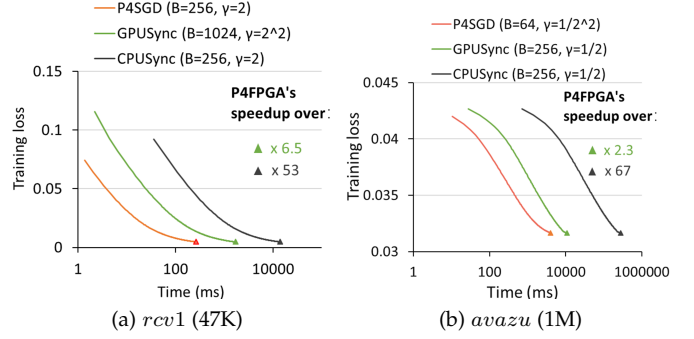 P4SGD (B=256, γ=2)
GPUSync (B=1024, γ=2^2)
CPUSync (B=256, γ=2)
0.15
0.1
0.05
0
Training loss
P4FPGA's
speedup over:
x 6.5
x 53
1
100
10000
Time (ms)
(a) rcv1 (47K)
P4SGD (B=64, γ=1/2^2)
GPUSync (B=256, γ=1/2)
CPUSync (B=256, γ=1/2)
0.045
0.04
0.035
0.03
Training loss
P4FPGA's
speedup over:
x 2.3
x 67
1
100
10000
1000000
Time (ms)
(b) avazu (1M)